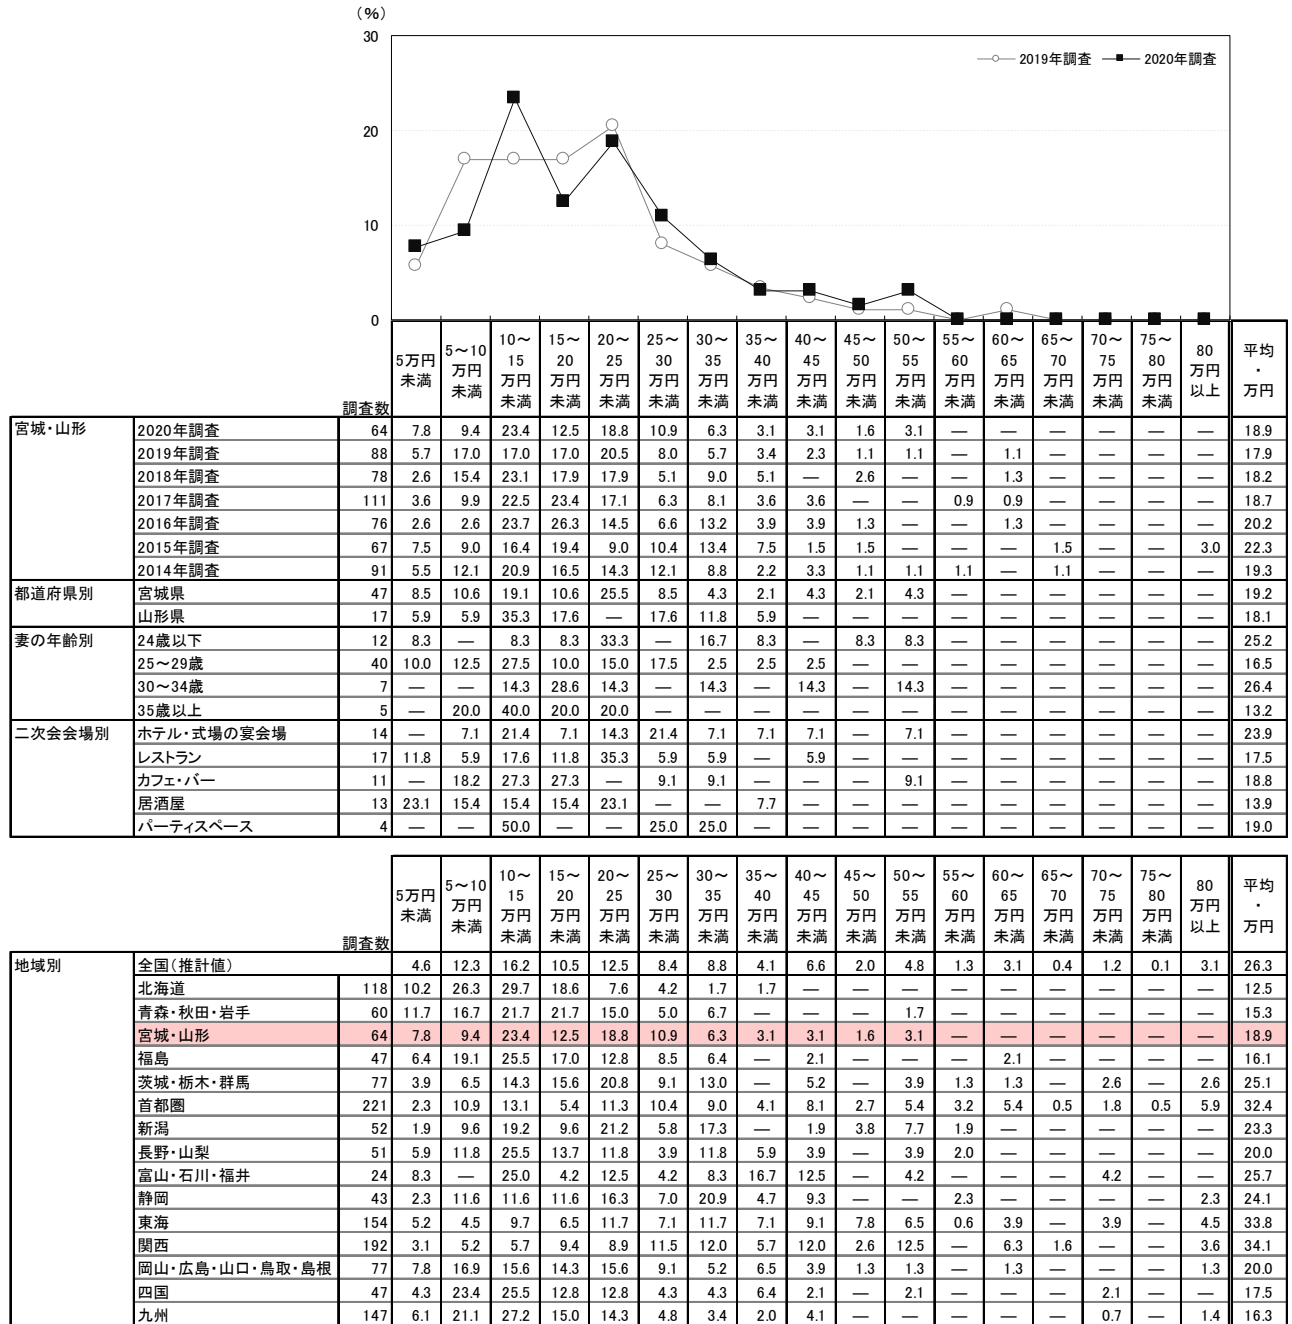 (%)
30
20
10
0
2019年調査 2020年調査
調査数 5万円未満 5～10万円未満 10～15万円未満 15～20万円未満 20～25万円未満 25～30万円未満 30～35万円未満 35～40万円未満 40～45万円未満 45～50万円未満 50～55万円未満 55～60万円未満 60～65万円未満 65～70万円未満 70～75万円未満 75～80万円未満 80万円以上 平均・万円
宮城・山形 2020年調査 64 7.8 9.4 23.4 12.5 18.8 10.9 6.3 3.1 3.1 1.6 3.1 — — — — — — 18.9
2019年調査 88 5.7 17.0 17.0 17.0 20.5 8.0 5.7 3.4 2.3 1.1 1.1 — 1.1 — — — — 17.9
2018年調査 78 2.6 15.4 23.1 17.9 17.9 5.1 9.0 5.1 — 2.6 — — 1.3 — — — — 18.2
2017年調査 111 3.6 9.9 22.5 23.4 17.1 6.3 8.1 3.6 3.6 — — 0.9 0.9 — — — — 18.7
2016年調査 76 2.6 2.6 23.7 26.3 14.5 6.6 13.2 3.9 3.9 1.3 — — 1.3 — — — — 20.2
2015年調査 67 7.5 9.0 16.4 19.4 9.0 10.4 13.4 7.5 1.5 1.5 — — — 1.5 — — 3.0 22.3
2014年調査 91 5.5 12.1 20.9 16.5 14.3 12.1 8.8 2.2 3.3 1.1 1.1 1.1 — 1.1 — — — 19.3
都道府県別 宮城県 47 8.5 10.6 19.1 10.6 25.5 8.5 4.3 2.1 4.3 2.1 4.3 — — — — — — 19.2
山形県 17 5.9 5.9 35.3 17.6 — 17.6 11.8 5.9 — — — — — — — — — 18.1
妻の年齢別 24歳以下 12 8.3 — 8.3 8.3 33.3 — 16.7 8.3 — 8.3 8.3 — — — — — — 25.2
25～29歳 40 10.0 12.5 27.5 10.0 15.0 17.5 2.5 2.5 2.5 — — — — — — — — 16.5
30～34歳 7 — — 14.3 28.6 14.3 — 14.3 — 14.3 — 14.3 — — — — — — 26.4
35歳以上 5 — 20.0 40.0 20.0 20.0 — — — — — — — — — — — — 13.2
二次会会場別 ホテル・式場の宴会場 14 — 7.1 21.4 7.1 14.3 21.4 7.1 7.1 7.1 — 7.1 — — — — — — 23.9
レストラン 17 11.8 5.9 17.6 11.8 35.3 5.9 5.9 — 5.9 — — — — — — — — 17.5
カフェ・バー 11 — 18.2 27.3 27.3 — 9.1 9.1 — — — 9.1 — — — — — — 18.8
居酒屋 13 23.1 15.4 15.4 15.4 23.1 — — 7.7 — — — — — — — — — 13.9
パーティスペース 4 — — 50.0 — — 25.0 25.0 — — — — — — — — — — 19.0
調査数 5万円未満 5～10万円未満 10～15万円未満 15～20万円未満 20～25万円未満 25～30万円未満 30～35万円未満 35～40万円未満 40～45万円未満 45～50万円未満 50～55万円未満 55～60万円未満 60～65万円未満 65～70万円未満 70～75万円未満 75～80万円未満 80万円以上 平均・万円
地域別 全国(推計値) 4.6 12.3 16.2 10.5 12.5 8.4 8.8 4.1 6.6 2.0 4.8 1.3 3.1 0.4 1.2 0.1 3.1 26.3
北海道 118 10.2 26.3 29.7 18.6 7.6 4.2 1.7 1.7 — — — — — — — — — 12.5
青森・秋田・岩手 60 11.7 16.7 21.7 21.7 15.0 5.0 6.7 — — — 1.7 — — — — — — 15.3
宮城・山形 64 7.8 9.4 23.4 12.5 18.8 10.9 6.3 3.1 3.1 1.6 3.1 — — — — — — 18.9
福島 47 6.4 19.1 25.5 17.0 12.8 8.5 6.4 — 2.1 — — — 2.1 — — — — 16.1
茨城・栃木・群馬 77 3.9 6.5 14.3 15.6 20.8 9.1 13.0 — 5.2 — 3.9 1.3 1.3 — 2.6 — 2.6 25.1
首都圏 221 2.3 10.9 13.1 5.4 11.3 10.4 9.0 4.1 8.1 2.7 5.4 3.2 5.4 0.5 1.8 0.5 5.9 32.4
新潟 52 1.9 9.6 19.2 9.6 21.2 5.8 17.3 — 1.9 3.8 7.7 1.9 — — — — — 23.3
長野・山梨 51 5.9 11.8 25.5 13.7 11.8 3.9 11.8 5.9 3.9 — 3.9 2.0 — — — — — 20.0
富山・石川・福井 24 8.3 — 25.0 4.2 12.5 4.2 8.3 16.7 12.5 — 4.2 — — — 4.2 — — 25.7
静岡 43 2.3 11.6 11.6 11.6 16.3 7.0 20.9 4.7 9.3 — — 2.3 — — — — 2.3 24.1
東海 154 5.2 4.5 9.7 6.5 11.7 7.1 11.7 7.1 9.1 7.8 6.5 0.6 3.9 — 3.9 — 4.5 33.8
関西 192 3.1 5.2 5.7 9.4 8.9 11.5 12.0 5.7 12.0 2.6 12.5 — 6.3 1.6 — — 3.6 34.1
岡山・広島・山口・鳥取・島根 77 7.8 16.9 15.6 14.3 15.6 9.1 5.2 6.5 3.9 1.3 1.3 — 1.3 — — — 1.3 20.0
四国 47 4.3 23.4 25.5 12.8 12.8 4.3 4.3 6.4 2.1 — 2.1 — — — 2.1 — — 17.5
九州 147 6.1 21.1 27.2 15.0 14.3 4.8 3.4 2.0 4.1 — — — — — 0.7 — 1.4 16.3